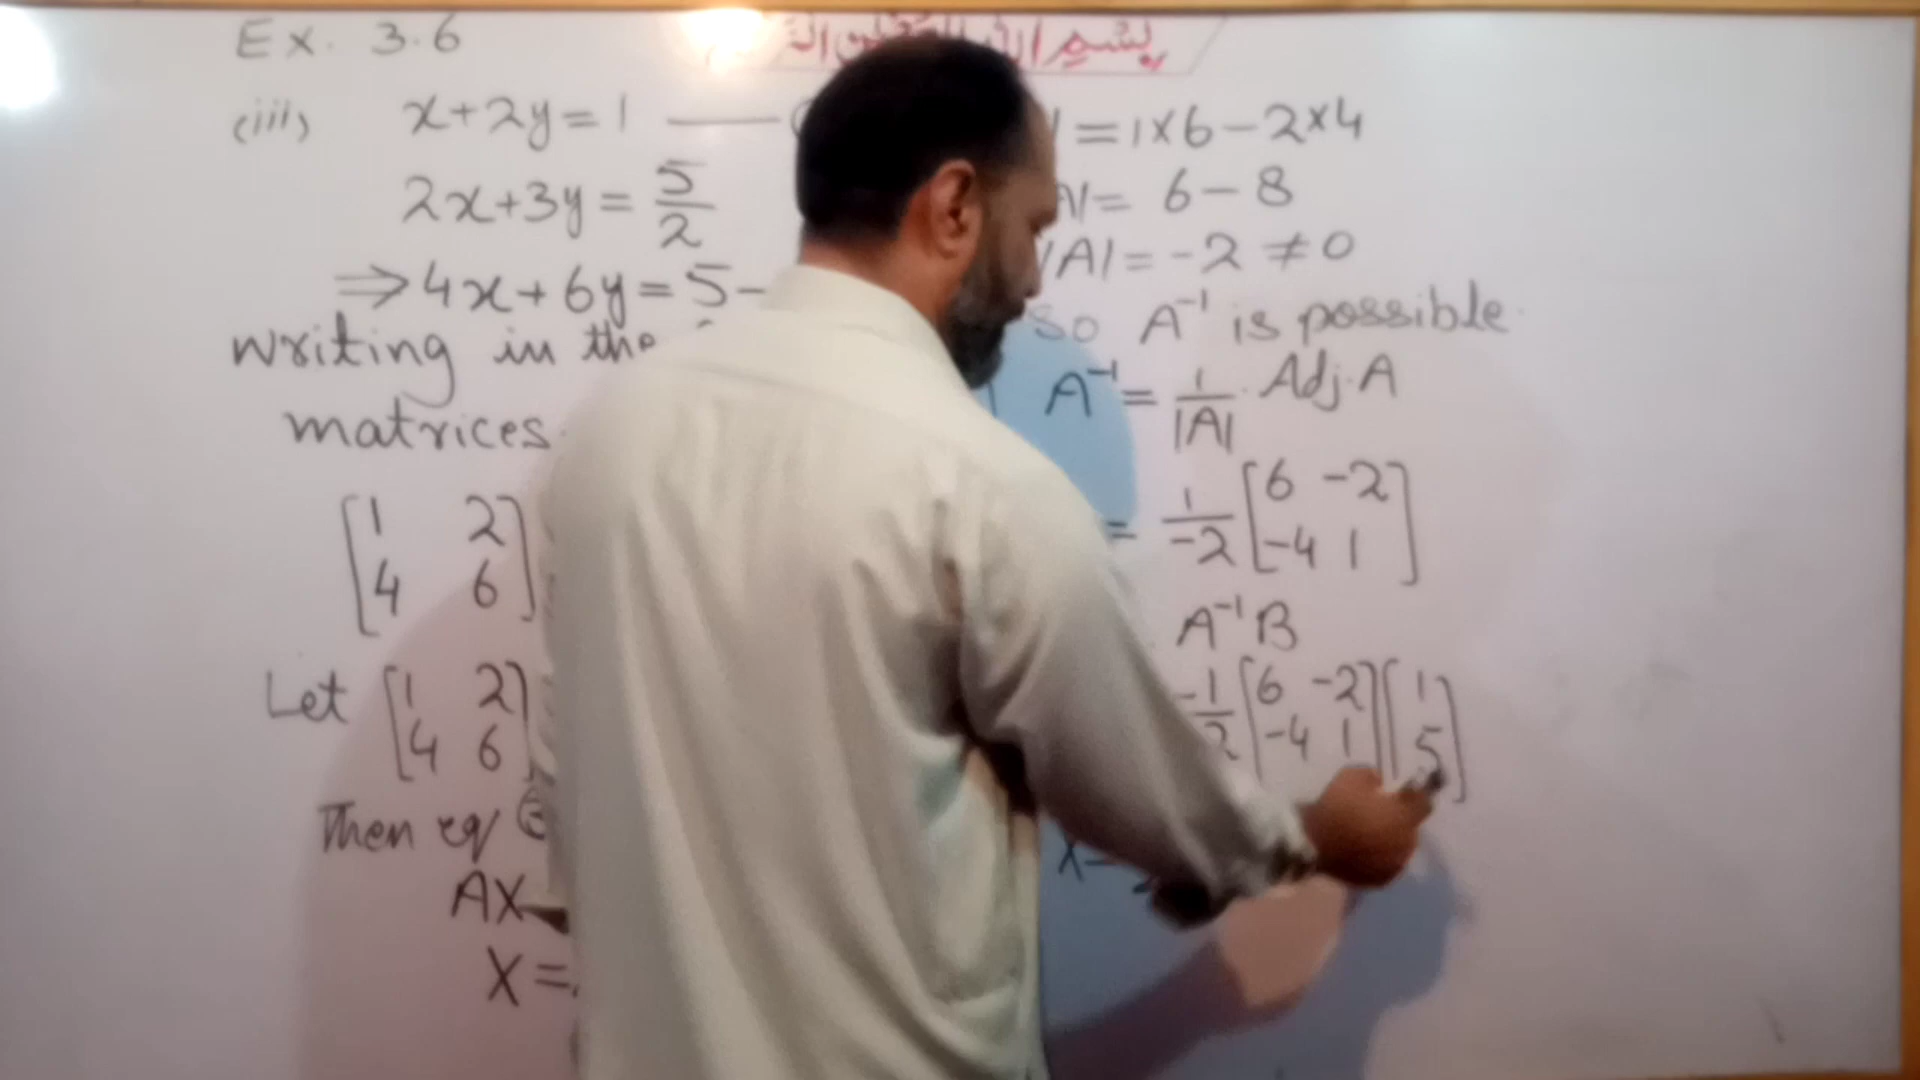 Ex. 3.6
(iii) x+2y=1
2x+3y=5/2
⇒4x+6y=5
writing in the
matrices.
[1 2
4 6]
Let [1 2
4 6]
Then eq
AX
X=
=1×6-2×4
= 6-8
|A|=-2≠0
So A⁻¹ is possible.
A⁻¹=1/|A|. Adj.A
= 1/-2 [6 -2
-4 1]
A⁻¹B
-1/2 [6 -2
-4 1] [1
5]